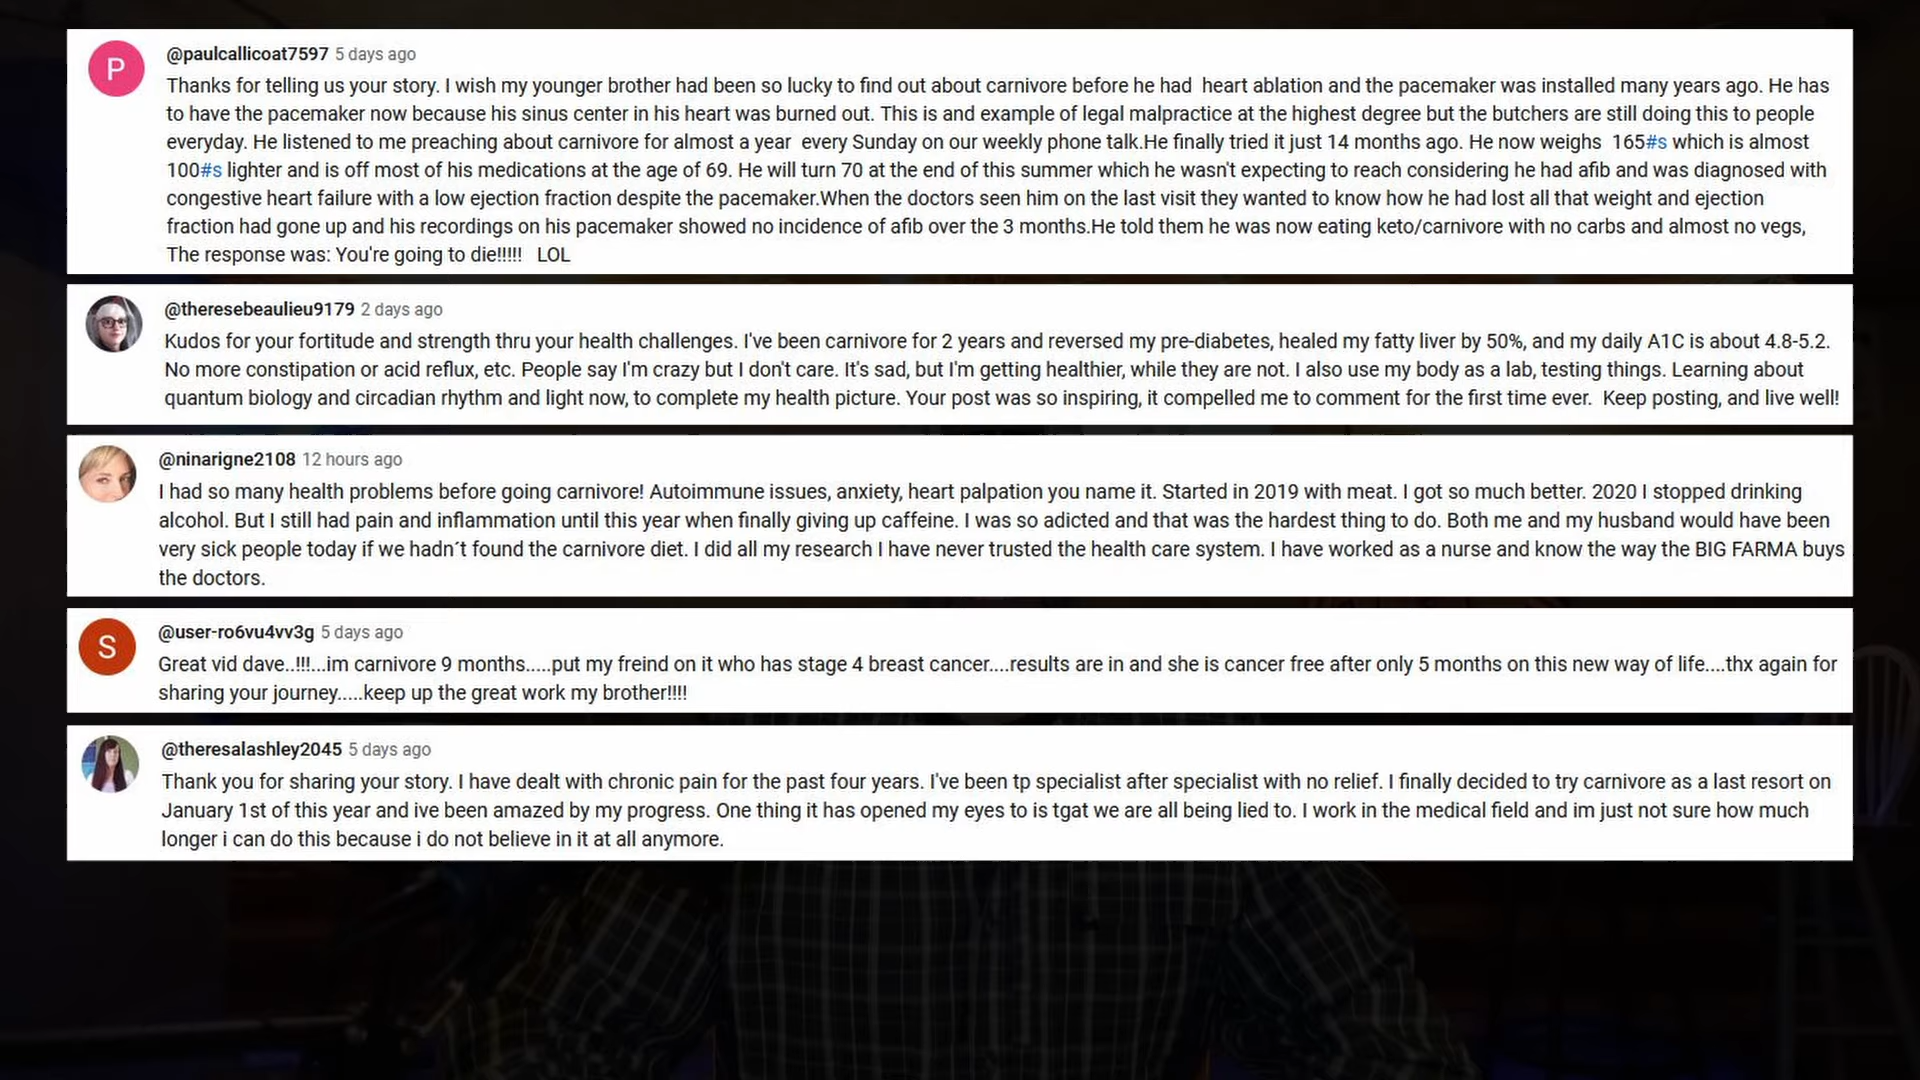 P
@paulcallicoat7597 5 days ago
Thanks for telling us your story. I wish my younger brother had been so lucky to find out about carnivore before he had heart ablation and the pacemaker was installed many years ago. He has
to have the pacemaker now because his sinus center in his heart was burned out. This is and example of legal malpractice at the highest degree but the butchers are still doing this to people
everyday. He listened to me preaching about carnivore for almost a year every Sunday on our weekly phone talk.He finally tried it just 14 months ago. He now weighs 165#s which is almost
100#s lighter and is off most of his medications at the age of 69. He will turn 70 at the end of this summer which he wasn't expecting to reach considering he had afib and was diagnosed with
congestive heart failure with a low ejection fraction despite the pacemaker.When the doctors seen him on the last visit they wanted to know how he had lost all that weight and ejection
fraction had gone up and his recordings on his pacemaker showed no incidence of afib over the 3 months.He told them he was now eating keto/carnivore with no carbs and almost no vegs,
The response was: You're going to die!!!!! LOL
@theresebeaulieu9179 2 days ago
Kudos for your fortitude and strength thru your health challenges. I've been carnivore for 2 years and reversed my pre-diabetes, healed my fatty liver by 50%, and my daily A1C is about 4.8-5.2.
No more constipation or acid reflux, etc. People say I'm crazy but I don't care. It's sad, but I'm getting healthier, while they are not. I also use my body as a lab, testing things. Learning about
quantum biology and circadian rhythm and light now, to complete my health picture. Your post was so inspiring, it compelled me to comment for the first time ever. Keep posting, and live well!
@ninarigne2108 12 hours ago
I had so many health problems before going carnivore! Autoimmune issues, anxiety, heart palpation you name it. Started in 2019 with meat. I got so much better. 2020 I stopped drinking
alcohol. But I still had pain and inflammation until this year when finally giving up caffeine. I was so adicted and that was the hardest thing to do. Both me and my husband would have been
very sick people today if we hadn´t found the carnivore diet. I did all my research I have never trusted the health care system. I have worked as a nurse and know the way the BIG FARMA buys
the doctors.
S
@user-ro6vu4vv3g 5 days ago
Great vid dave..!!!...im carnivore 9 months.....put my freind on it who has stage 4 breast cancer....results are in and she is cancer free after only 5 months on this new way of life....thx again for
sharing your journey.....keep up the great work my brother!!!!
@theresalashley2045 5 days ago
Thank you for sharing your story. I have dealt with chronic pain for the past four years. I've been tp specialist after specialist with no relief. I finally decided to try carnivore as a last resort on
January 1st of this year and ive been amazed by my progress. One thing it has opened my eyes to is tgat we are all being lied to. I work in the medical field and im just not sure how much
longer i can do this because i do not believe in it at all anymore.